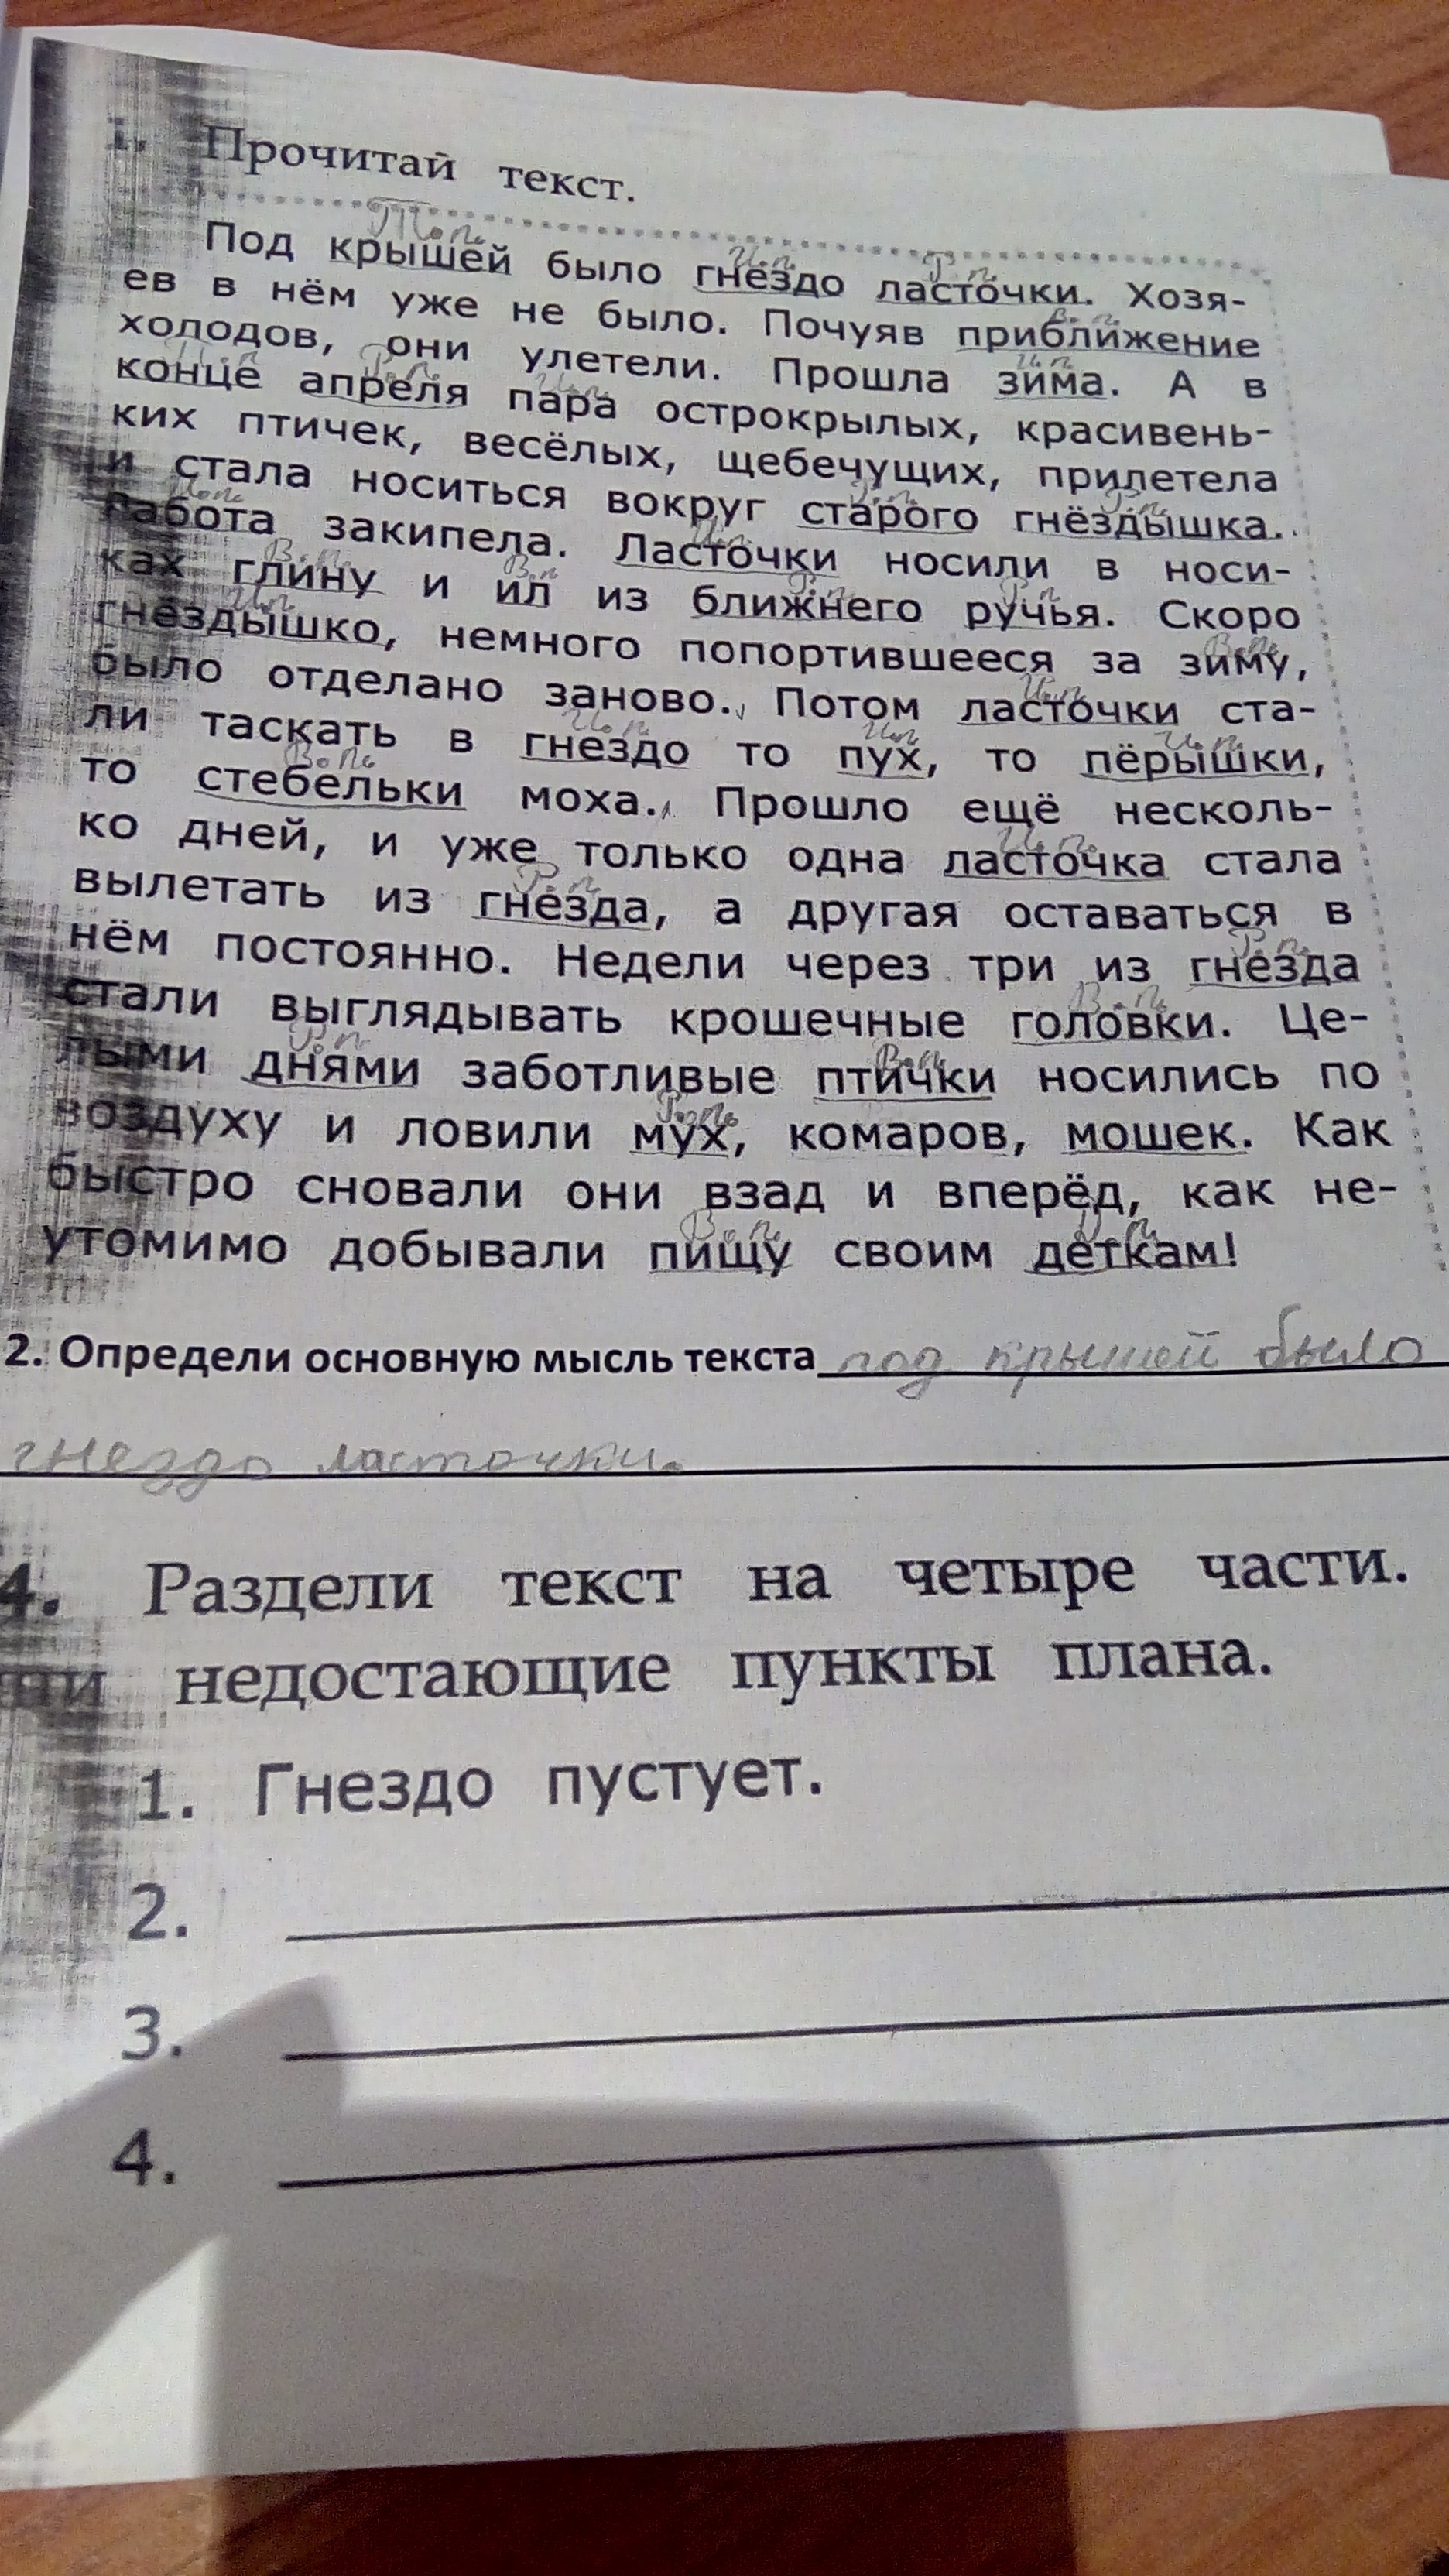 1. Прочитай текст.
Т.п.
И.п. Р.п.
Под крышей было гнездо ласточки. Хозя-
В.п.
ев в нём уже не было. Почуяв приближение
И.п.
холодов, они улетели. Прошла зима. А в
И.п. Р.п. И.п.
конце апреля пара острокрылых, красивень-
ких птичек, весёлых, щебечущих, прилетела
Р.п. Р.п.
и стала носиться вокруг старого гнёздышка.
И.п. И.п.
Работа закипела. Ласточки носили в носи-
В.п. В.п. Р.п. Р.п.
ках глину и ил из ближнего ручья. Скоро
И.п. В.п.
гнёздышко, немного попортившееся за зиму,
И.п.
было отделано заново. Потом ласточки ста-
И.п. И.п. И.п.
ли таскать в гнездо то пух, то пёрышки,
В.п.
то стебельки моха. Прошло ещё несколь-
И.п.
ко дней, и уже только одна ласточка стала
Р.п.
вылетать из гнезда, а другая оставаться в
Р.п.
нём постоянно. Недели через три из гнезда
В.п.
стали выглядывать крошечные головки. Це-
Р.п. В.п.
лыми днями заботливые птички носились по
Р.п.
воздуху и ловили мух, комаров, мошек. Как
быстро сновали они взад и вперёд, как не-
В.п. Д.п.
утомимо добывали пищу своим деткам!
2. Определи основную мысль текста под крышей было
гнездо ласточки.
4. Раздели текст на четыре части.
недостающие пункты плана.
1. Гнездо пустует.
2.
3.
4.